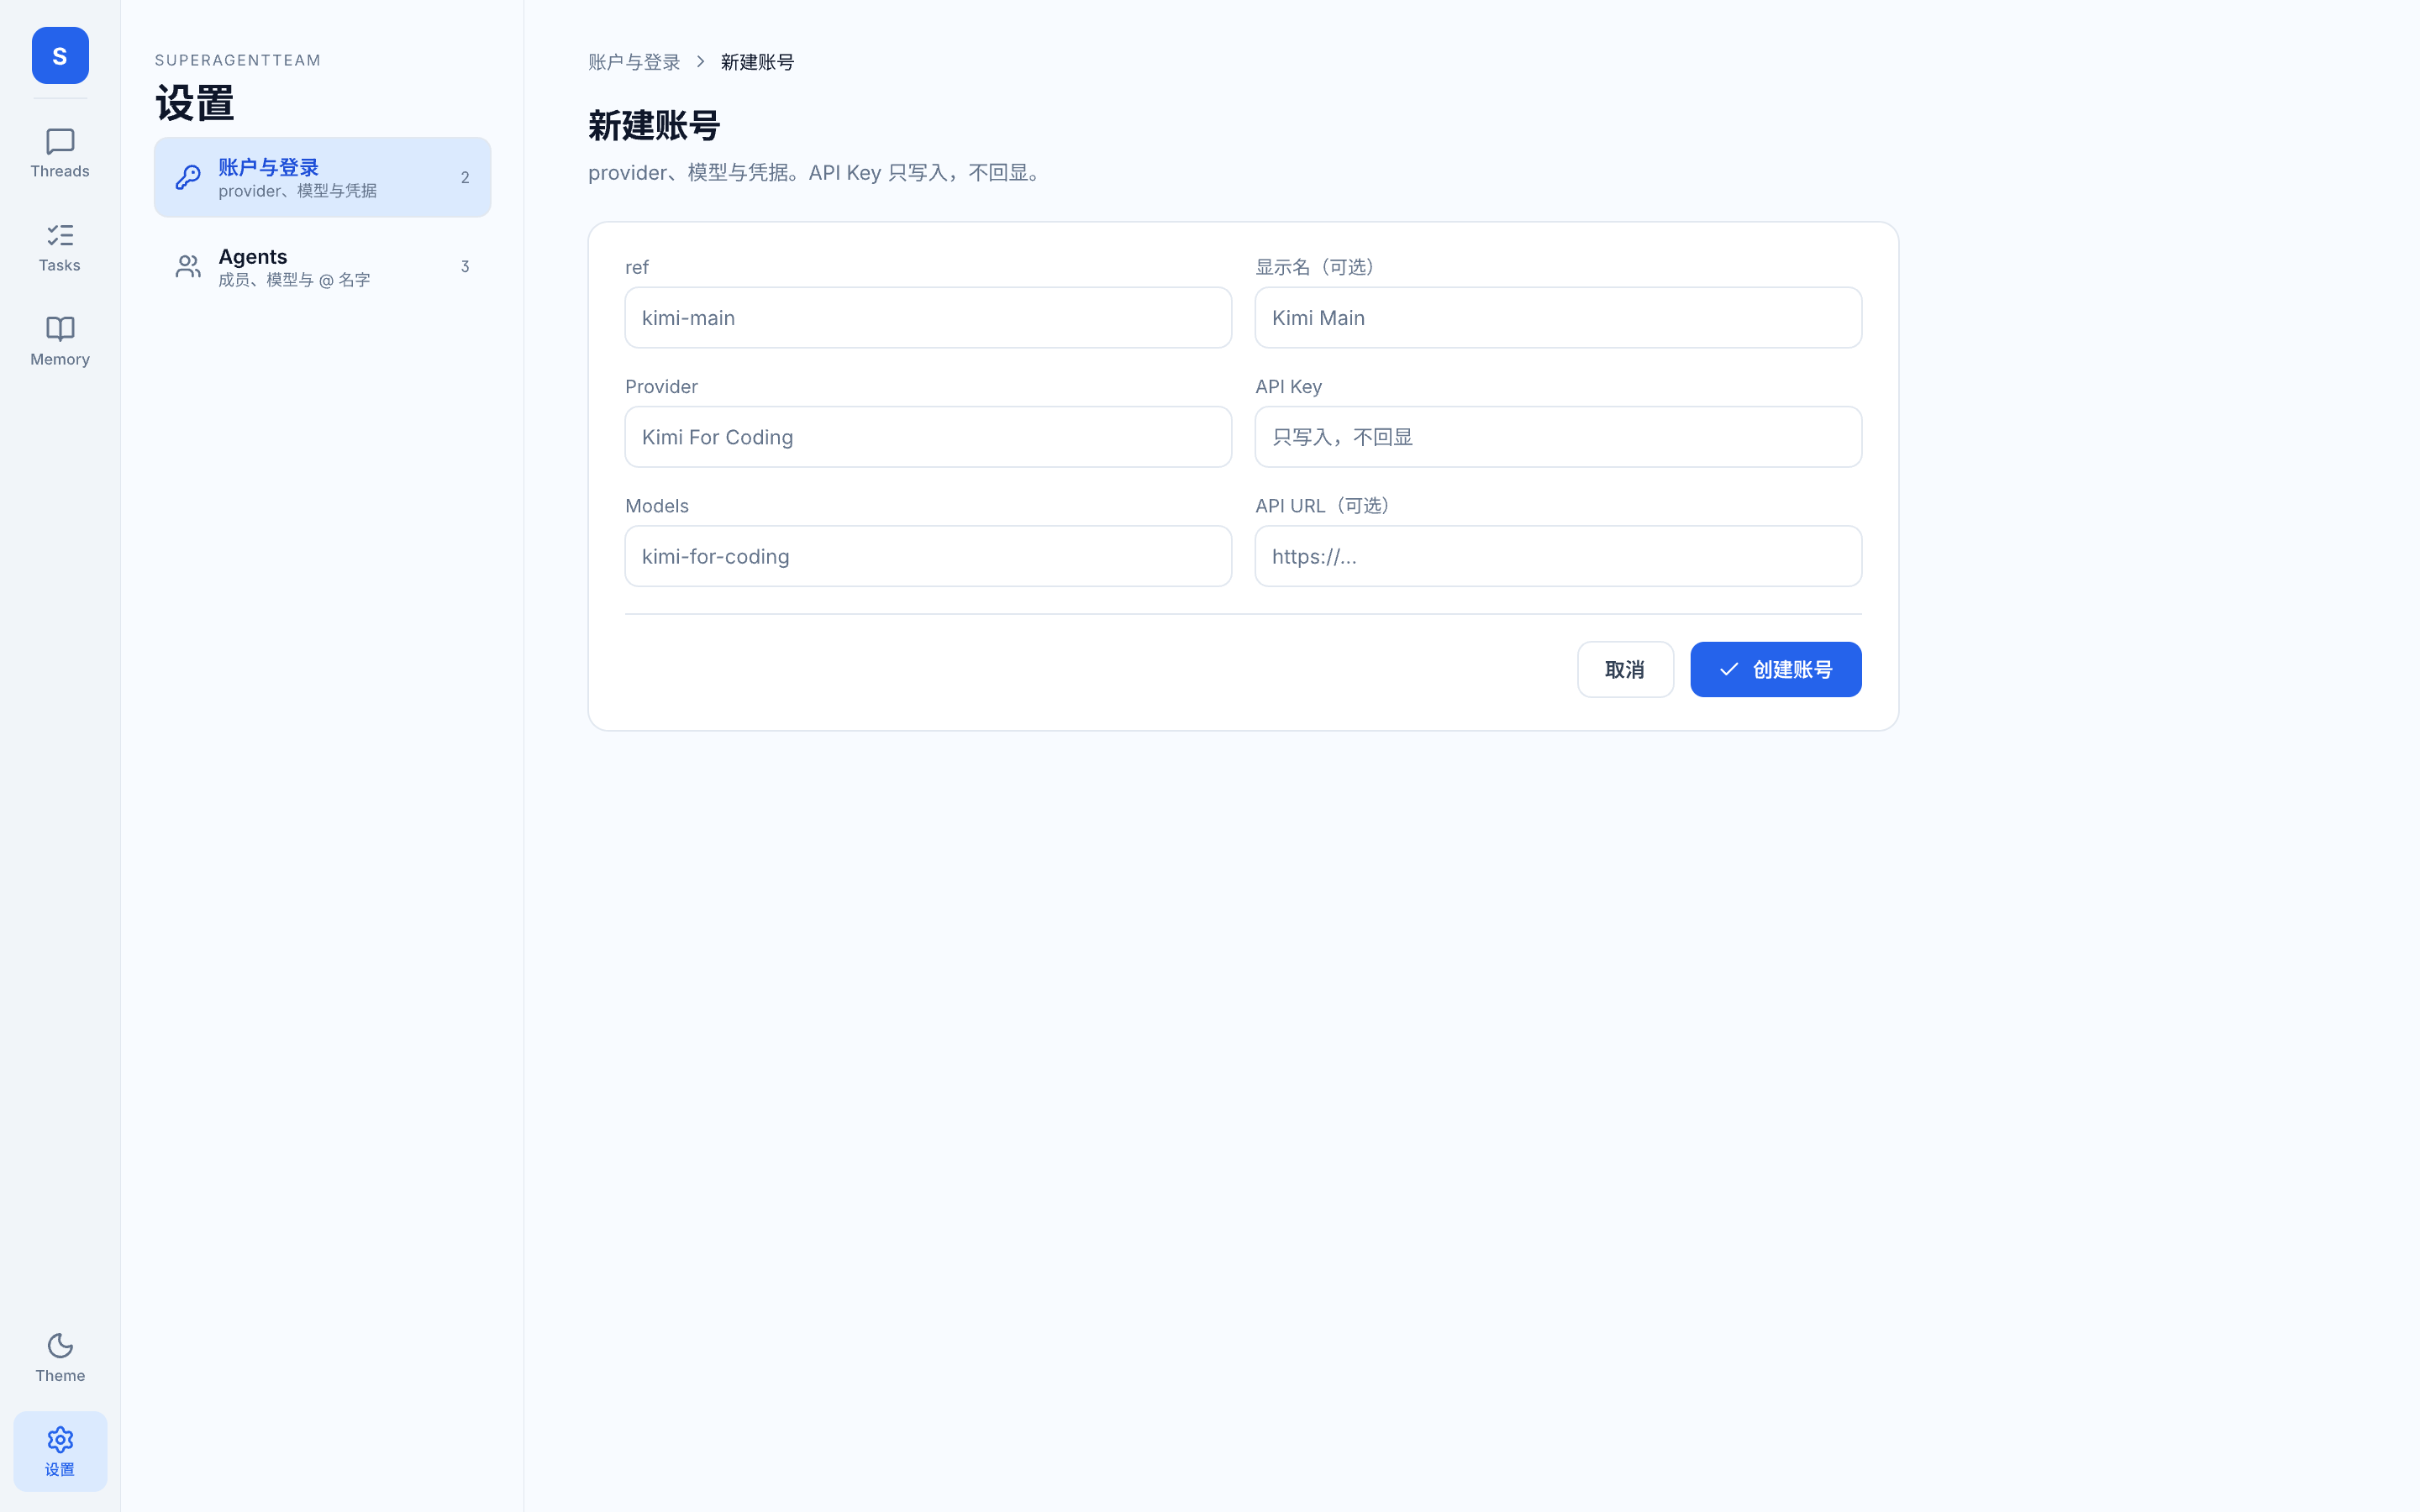 S
Threads
Tasks
Memory
Theme
设置
SUPERAGENTTEAM
设置
账户与登录
provider、模型与凭据
2
Agents
成员、模型与 @ 名字
3
账户与登录 > 新建账号
新建账号
provider、模型与凭据。API Key 只写入，不回显。
ref
kimi-main
显示名（可选）
Kimi Main
Provider
Kimi For Coding
API Key
只写入，不回显
Models
kimi-for-coding
API URL（可选）
https://...
取消
创建账号